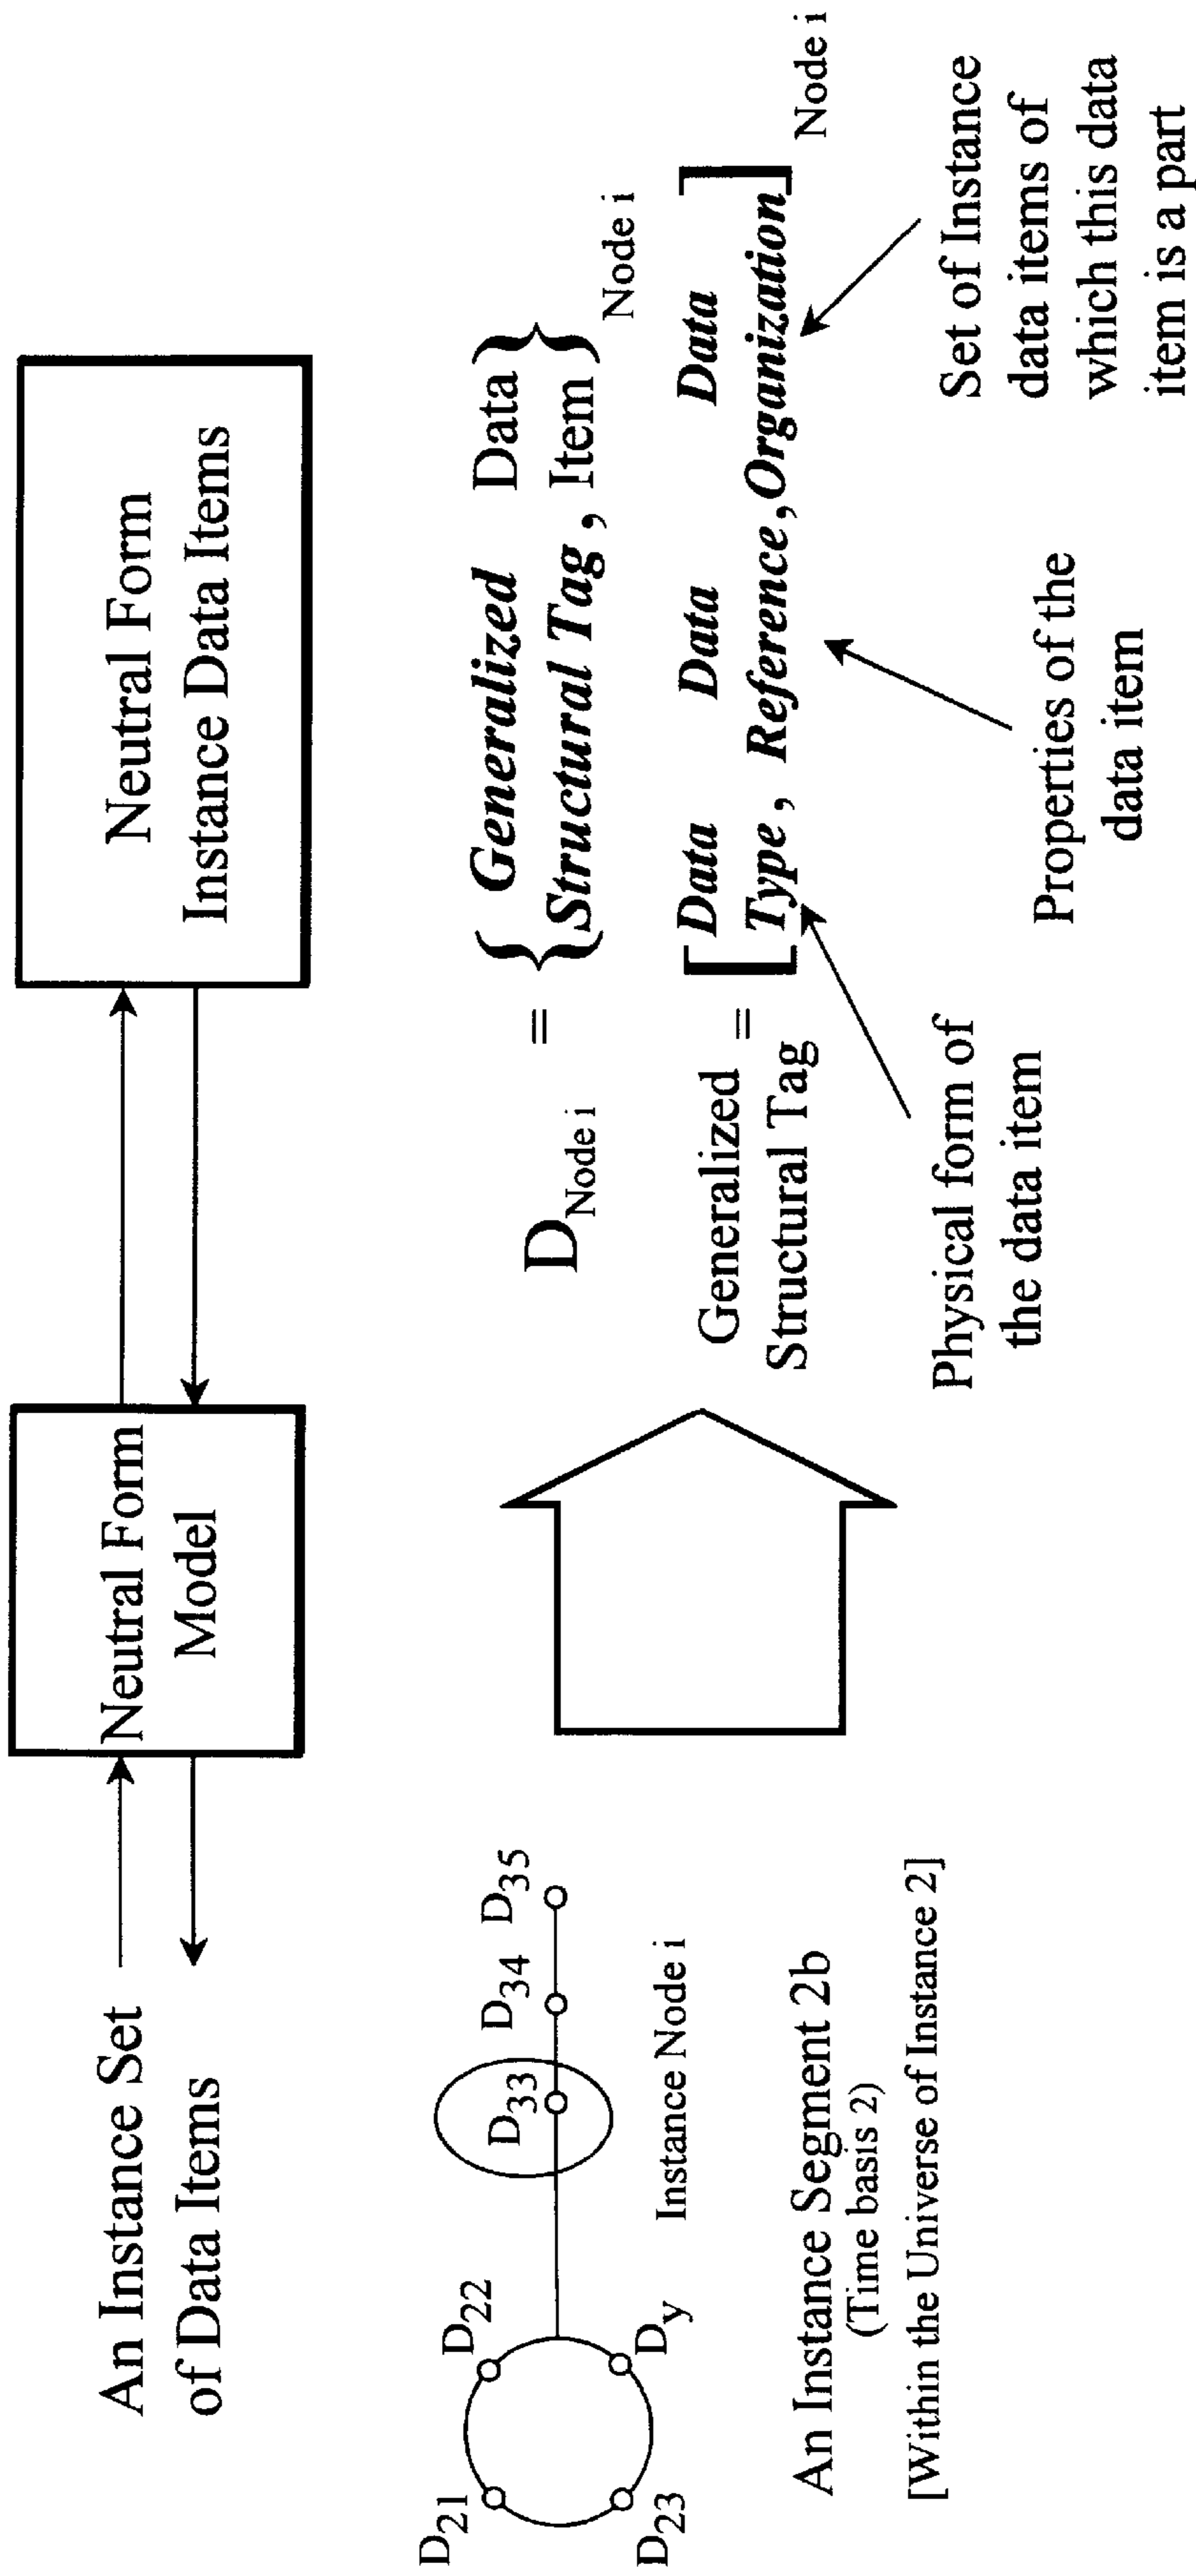 An Instance Set
of Data Items
Neutral Form
Model
Neutral Form
Instance Data Items
D21
D22
D23
Dy
D33
D34
D35
Instance Node i
An Instance Segment 2b
(Time basis 2)
[Within the Universe of Instance 2]
DNode i = { Generalized Data }
Structural Tag , Item
Node i
Generalized = [ Data Data Data ]
Structural Tag Type , Reference , Organization
Node i
Physical form of
the data item
Properties of the
data item
Set of Instance
data items of
which this data
item is a part